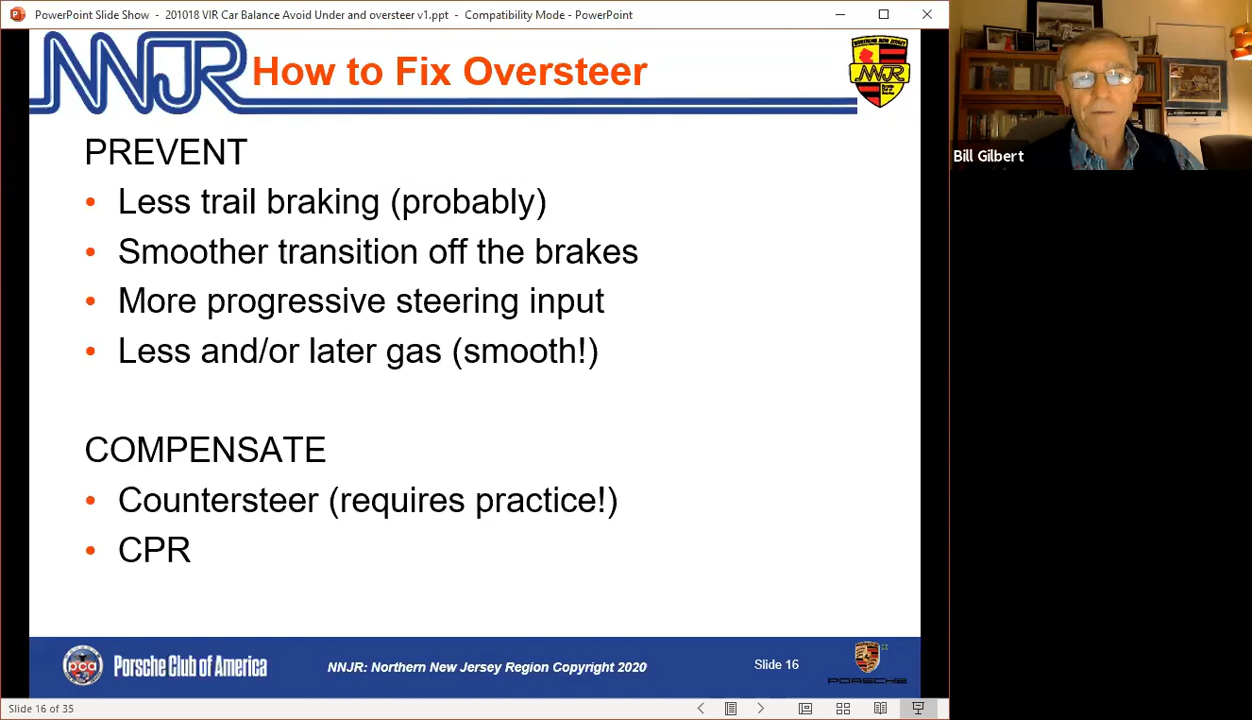 PowerPoint Slide Show - 201018 VIR Car Balance Avoid Under and oversteer v1.ppt - Compatibility Mode - PowerPoint
NNJR
How to Fix Oversteer
NNJR
PREVENT
• Less trail braking (probably)
• Smoother transition off the brakes
• More progressive steering input
• Less and/or later gas (smooth!)
COMPENSATE
• Countersteer (requires practice!)
• CPR
Bill Gilbert
pca
Porsche Club of America
NNJR: Northern New Jersey Region Copyright 2020
Slide 16
PORSCHE
Slide 16 of 35